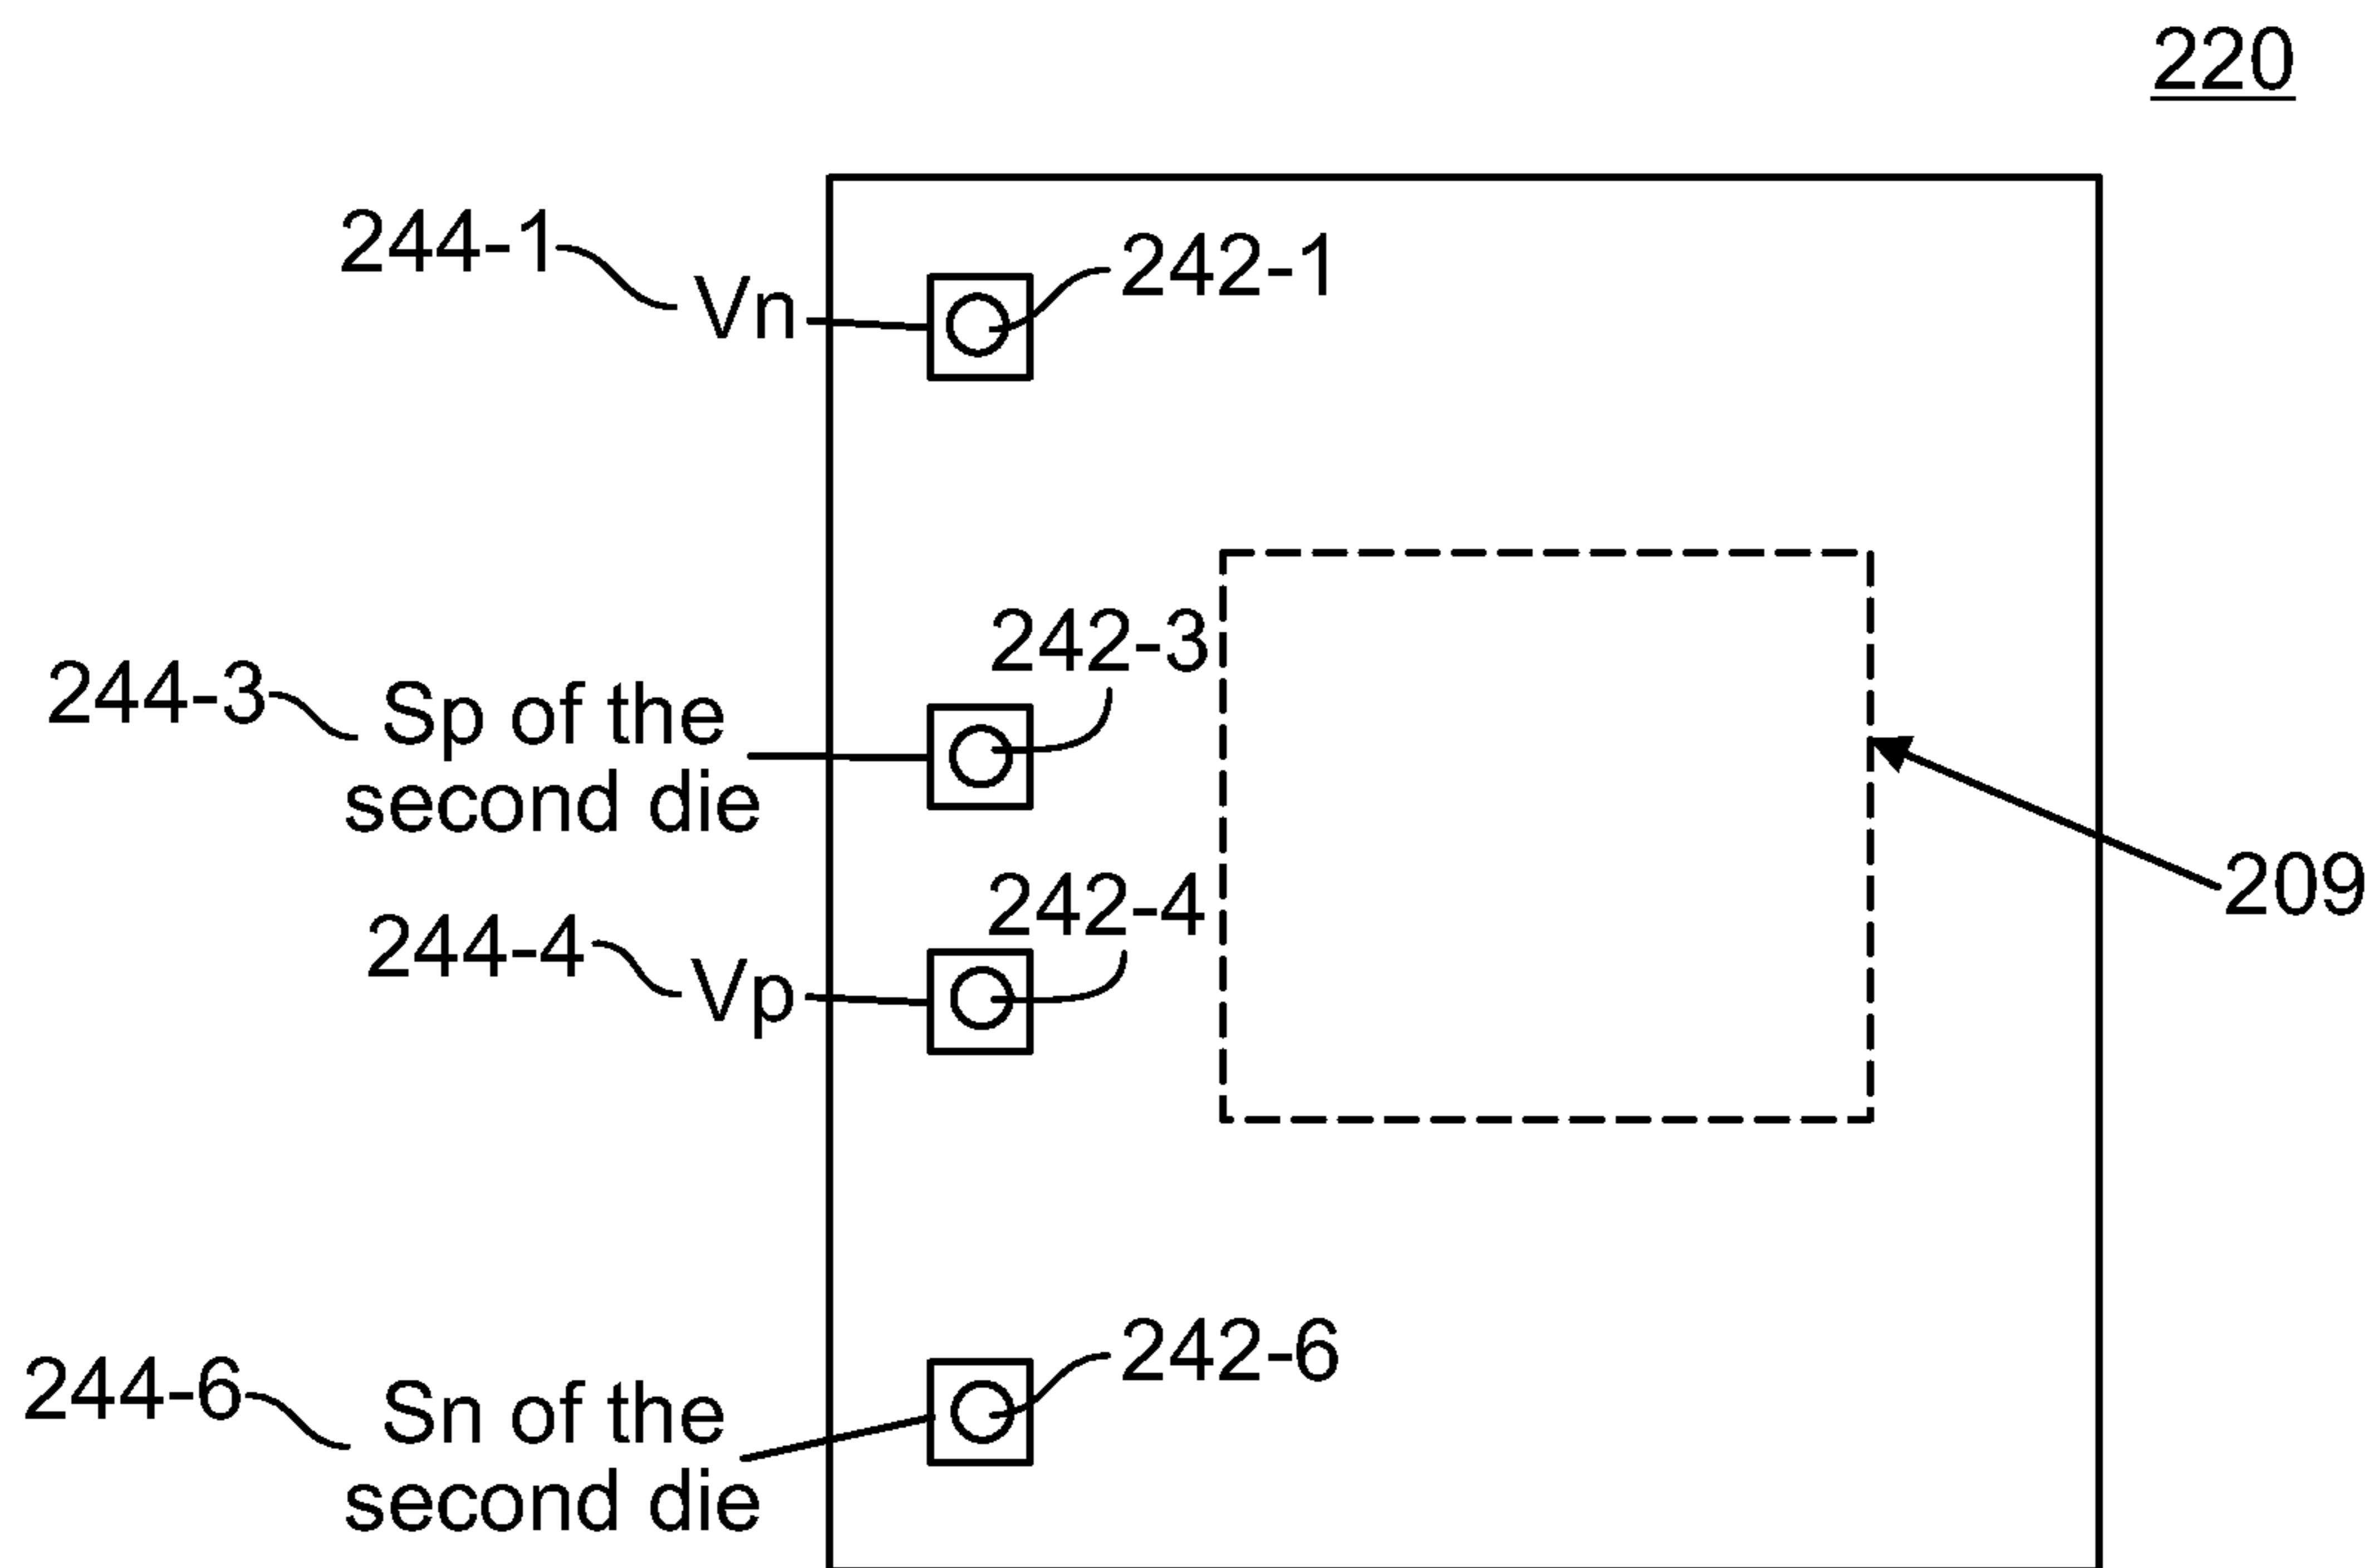 220
244-1
Vn
242-1
242-3
244-3
Sp of the
second die
209
242-4
244-4
Vp
242-6
244-6
Sn of the
second die